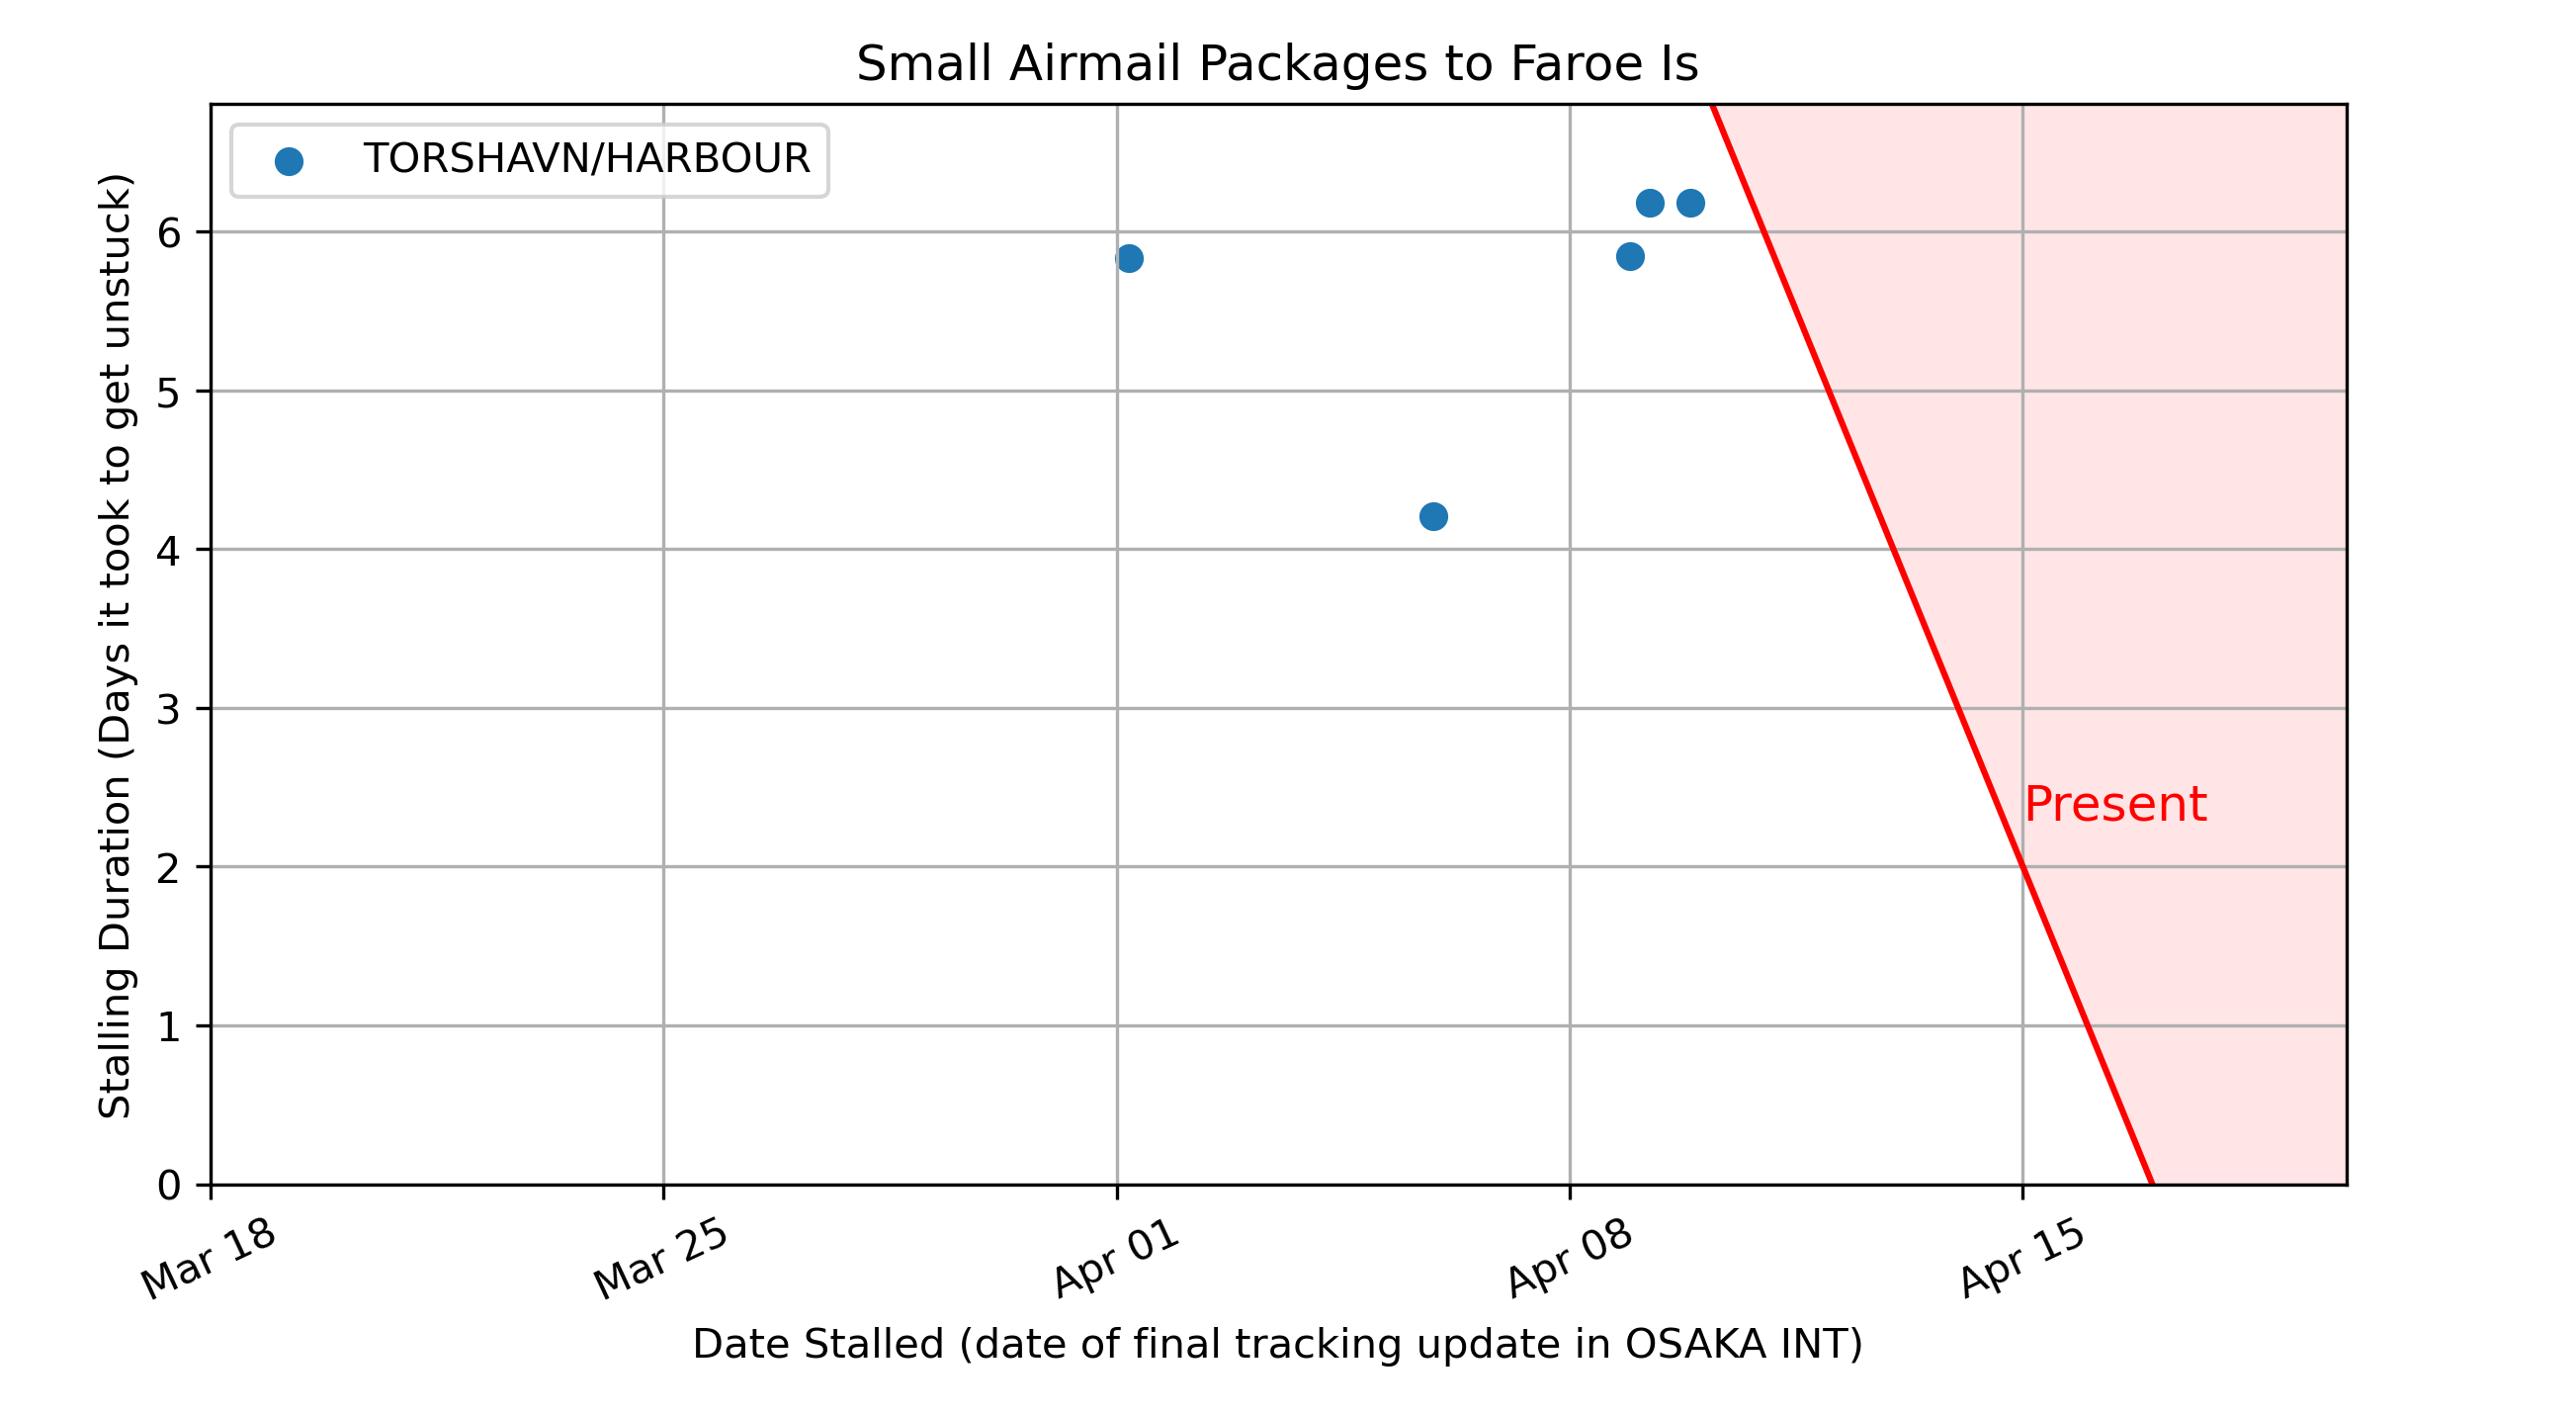 Small Airmail Packages to Faroe Is
TORSHAVN/HARBOUR
Stalling Duration (Days it took to get unstuck)
6
5
4
3
2
1
0
Present
Mar 18
Mar 25
Apr 01
Apr 08
Apr 15
Date Stalled (date of final tracking update in OSAKA INT)